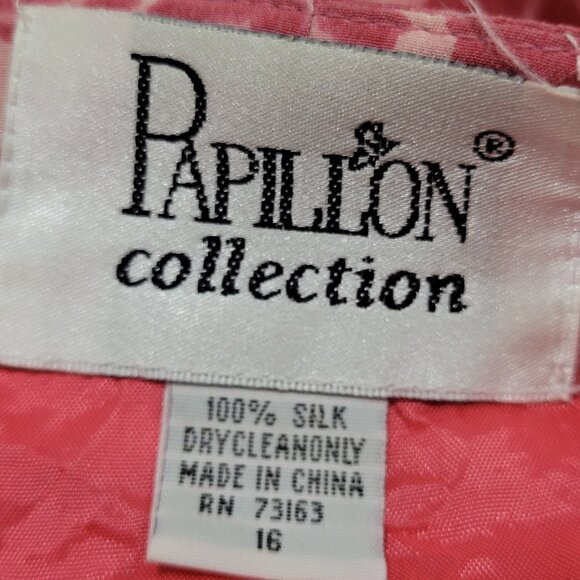 PAPILLON®
collection
100% SILK
DRYCLEANONLY
MADE IN CHINA
RN 73163
16